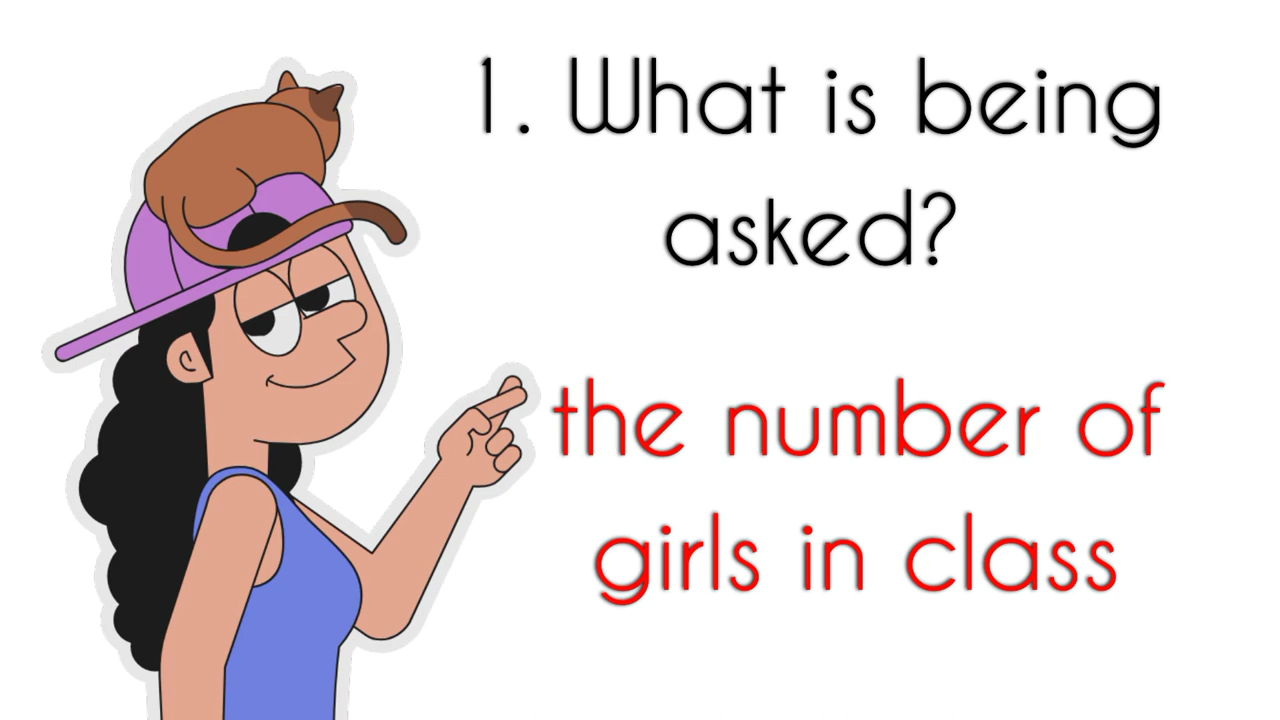 1. What is being
asked?
the number of
girls in class